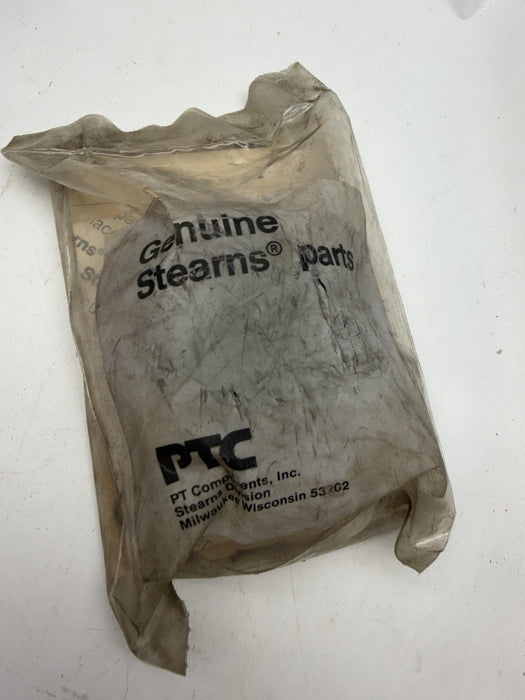 Genuine
Stearns® parts
PTC
PT Components, Inc.
Stearns Division
Milwaukee Wisconsin 53202